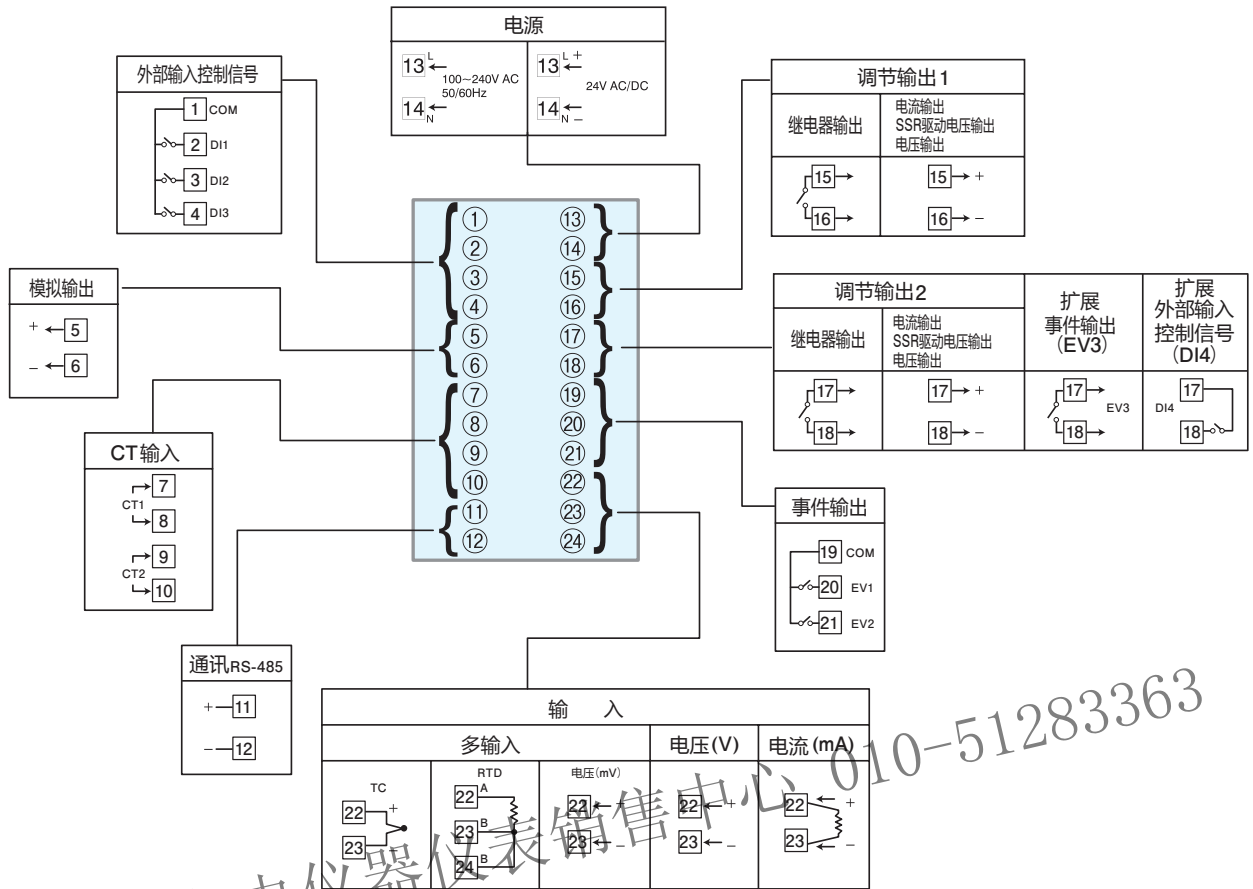 电源
13 L
14 N
100~240V AC
50/60Hz
13 L +
14 N −
24V AC/DC
外部输入控制信号
1 COM
2 DI1
3 DI2
4 DI3
调节输出1
继电器输出
电流输出
SSR驱动电压输出
电压输出
15
16
15 +
16 −
① ⑬
② ⑭
③ ⑮
④ ⑯
⑤ ⑰
⑥ ⑱
⑦ ⑲
⑧ ⑳
⑨ ㉑
⑩ ㉒
⑪ ㉓
⑫ ㉔
模拟输出
+ 5
− 6
调节输出2
继电器输出
电流输出
SSR驱动电压输出
电压输出
17
18
17 +
18 −
扩展
事件输出
(EV3)
17
EV3
18
扩展
外部输入
控制信号
(DI4)
17
DI4
18
CT输入
7
CT1
8
9
CT2
10
事件输出
19 COM
20 EV1
21 EV2
通讯RS-485
+ 11
− 12
输 入
多输入
电压(V)
电流(mA)
TC
22 +
23 −
RTD
22 A
23 B
24 B
电压(mV)
22 +
23 −
22 +
23 −
22 +
23 −
仪器仪表销售中心 010-51283363